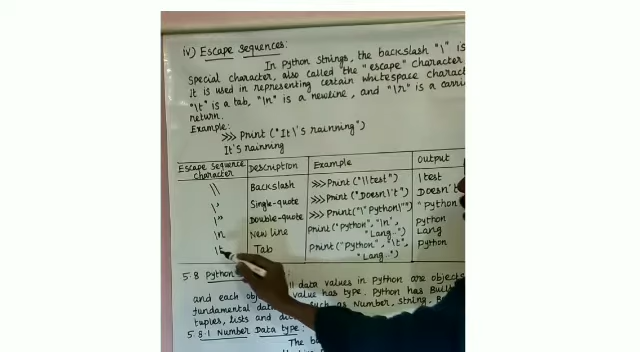 iv) Escape Sequences:
In Python Strings, the backslash "\" is
Special character, also called "the "escape" character
It is used in representing certain whitespace charact
"\t" is a tab, "\n" is a newline, and "\r" is a carri
return.
Example:
>>> Print ("It\'s rainning")
It's rainning
Escape Sequence character Description Example Output
\\ Backslash >>>Print ("\\test") \test
\' Single-quote >>>Print ("Doesn\'t") Doesn't
\" Double-quote >>>Print("\"Python\"") "Python
\n New line Print ("Python", "\n", "Lang..") Python Lang
\t Tab Print ("Python", "\t", "Lang..") Python
5.8 Python
data values in Python are objects
and each obje value has type. Python has Built
fundamental dat such as Number, String, B
tuples, lists and di
5.8.1 Number Data type:
The bu